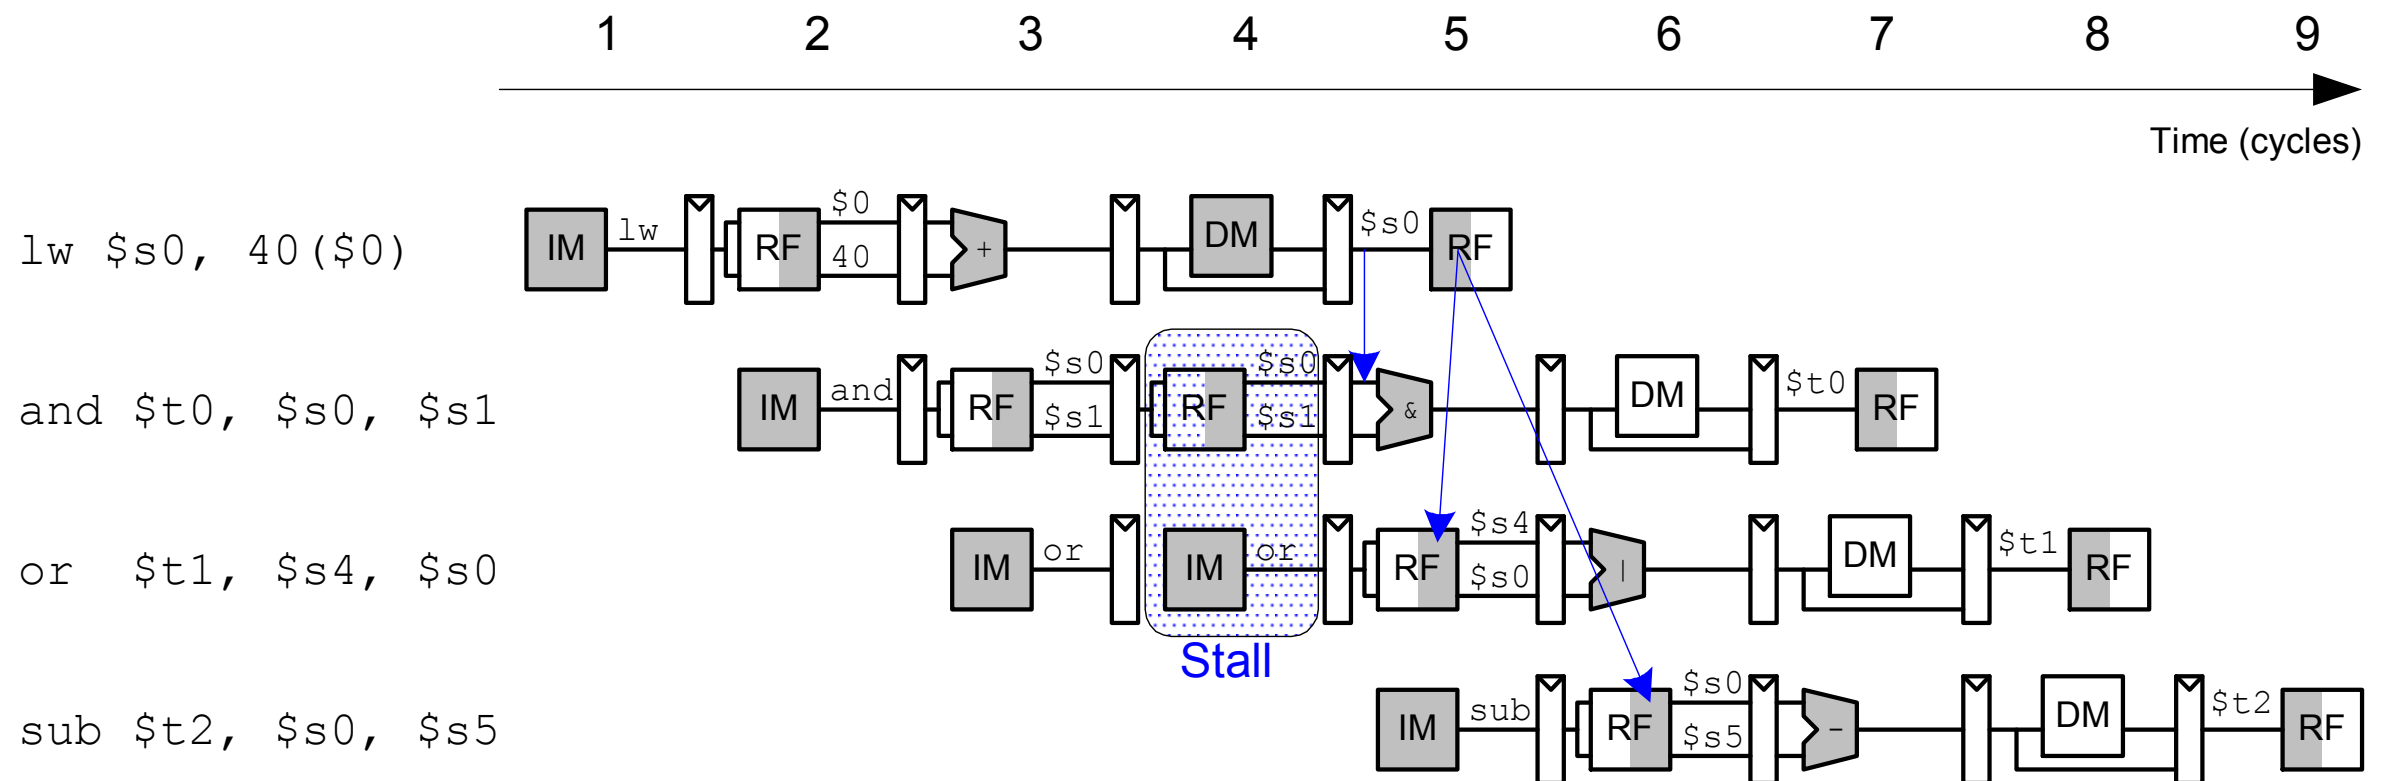 1 2 3 4 5 6 7 8 9
Time (cycles)
lw $s0, 40($0) IM lw RF $0 40 + DM $s0 RF
and $t0, $s0, $s1 IM and RF $s0 $s1 RF $s0 $s1 & DM $t0 RF
or $t1, $s4, $s0 IM or IM or RF $s4 $s0 | DM $t1 RF
Stall
sub $t2, $s0, $s5 IM sub RF $s0 $s5 - DM $t2 RF